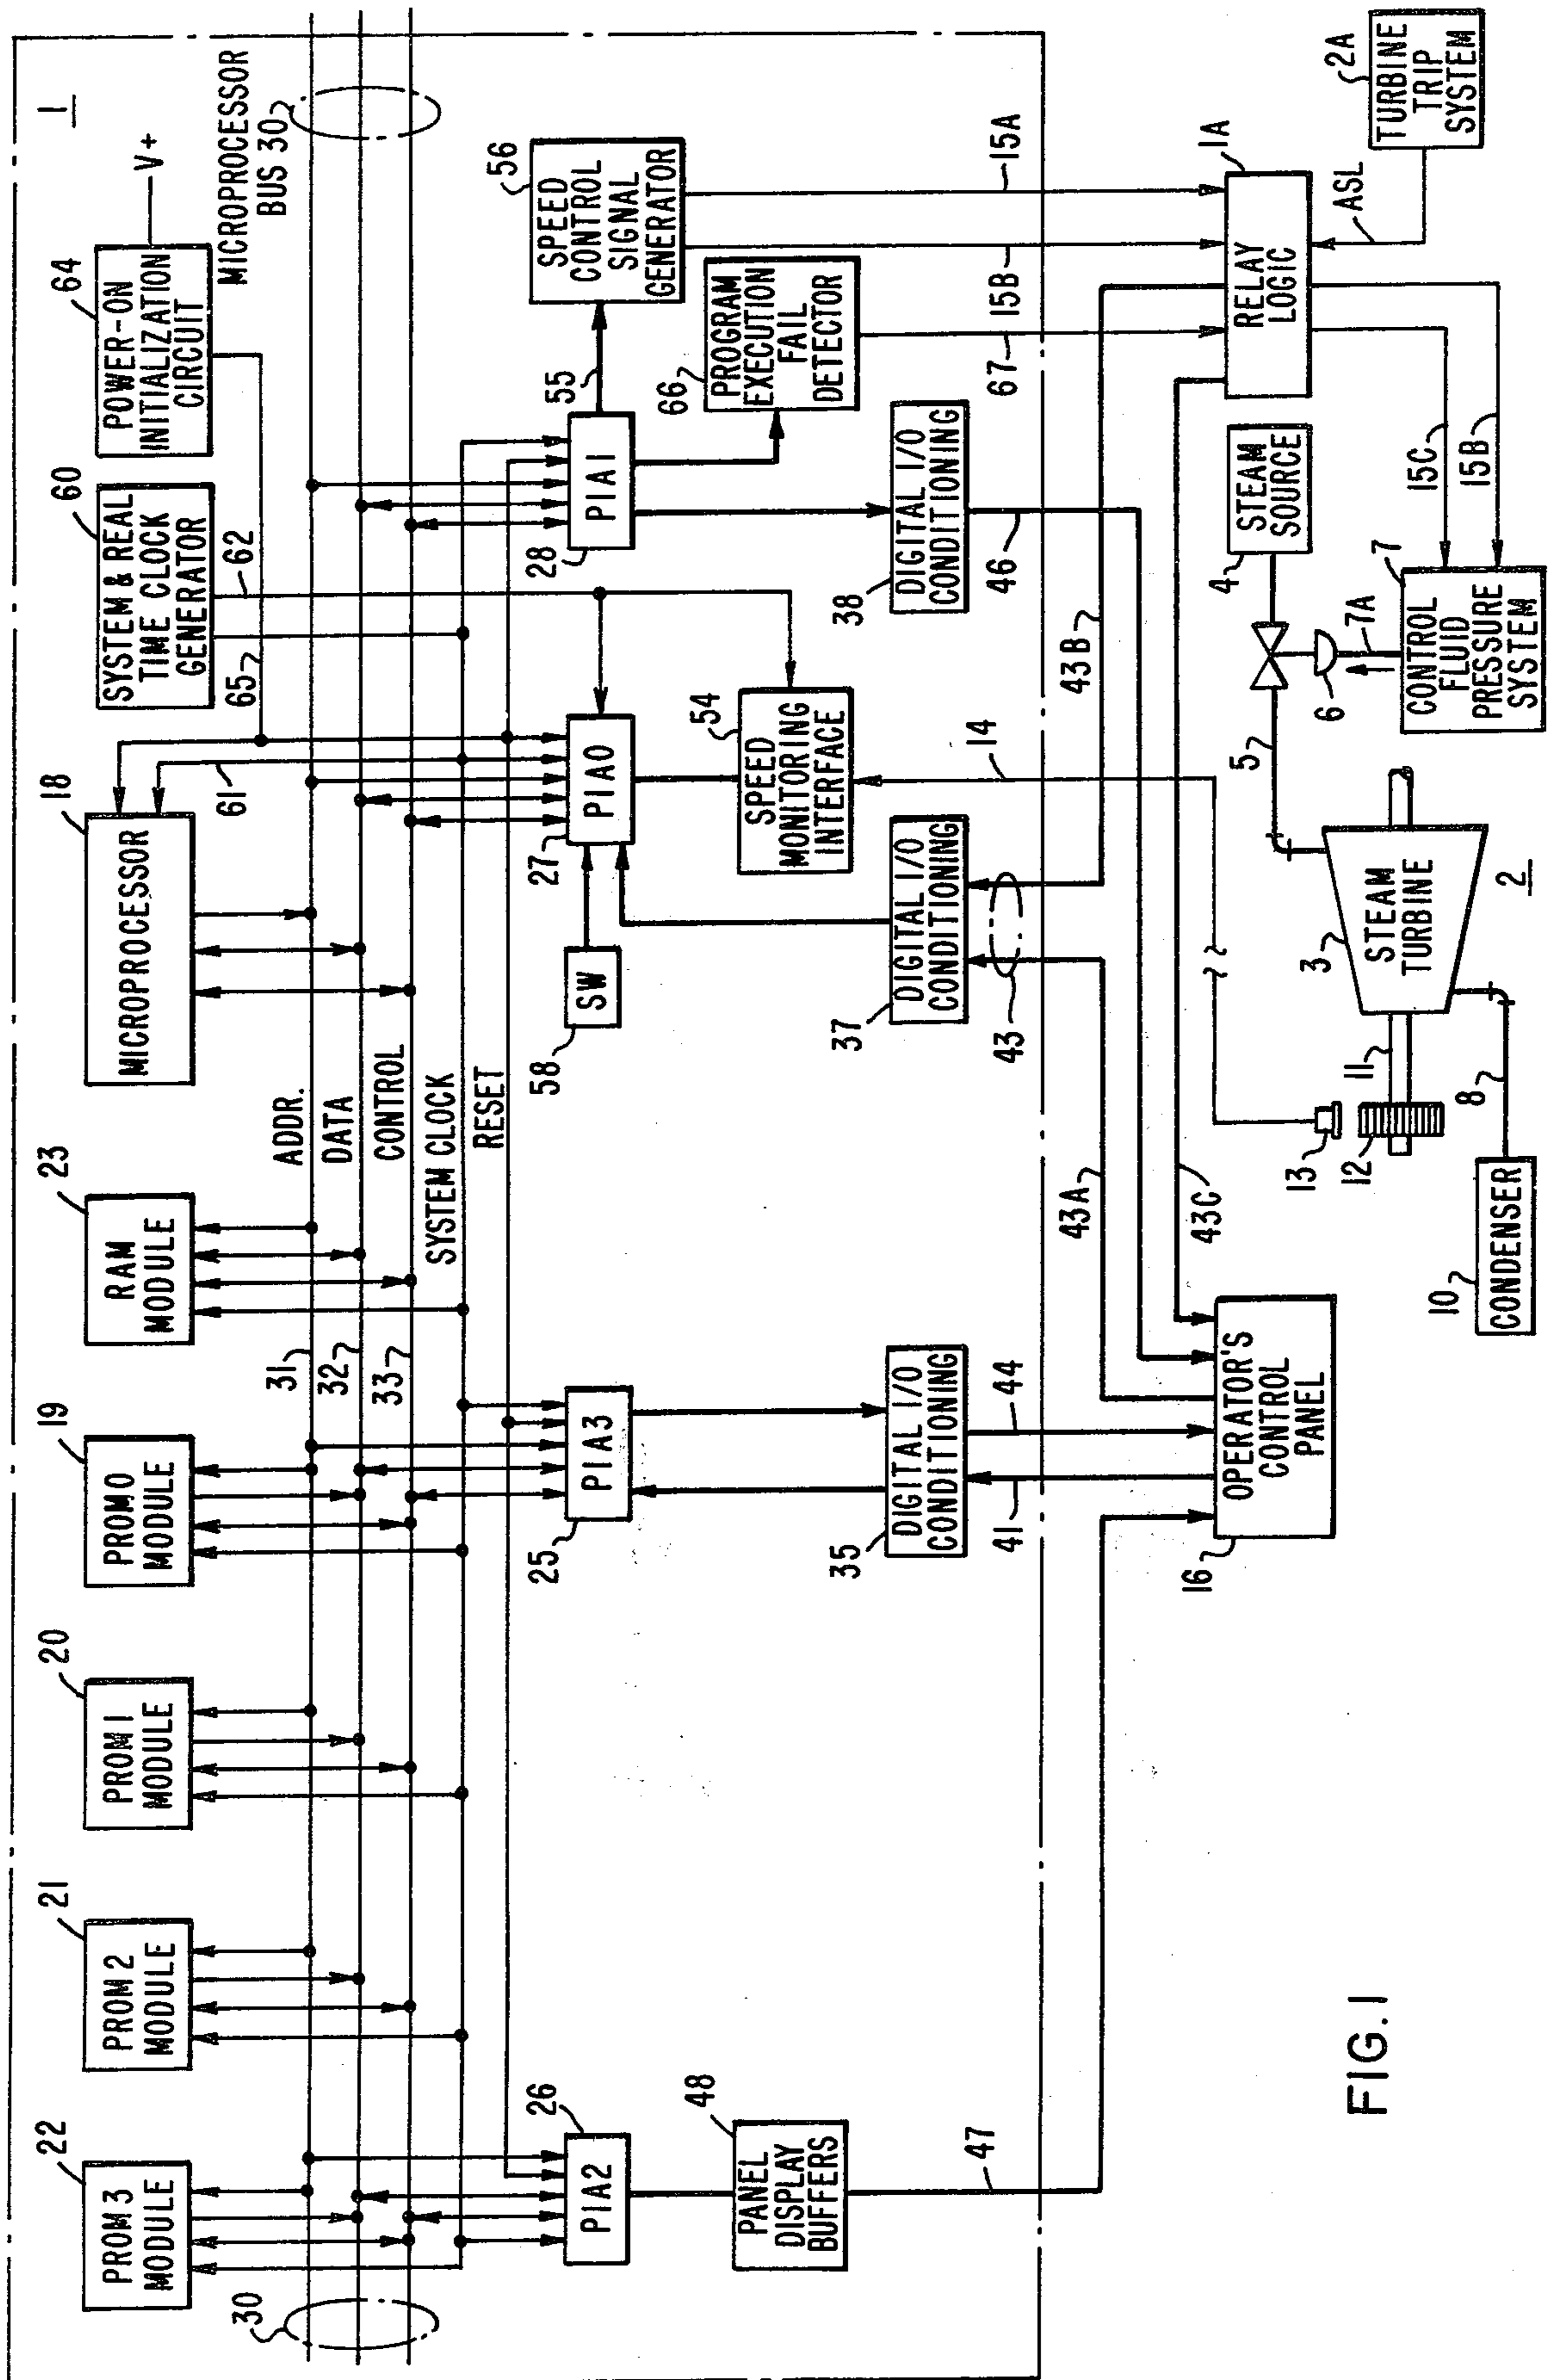 1
22
PROM 3
MODULE
21
PROM 2
MODULE
20
PROM 1
MODULE
19
PROM 0
MODULE
23
RAM
MODULE
18
MICROPROCESSOR
60
SYSTEM & REAL
TIME CLOCK
GENERATOR
64
POWER-ON
INITIALIZATION
CIRCUIT
V+
65
62
61
MICROPROCESSOR
BUS 30
30
31
32
33
ADDR.
DATA
CONTROL
SYSTEM CLOCK
RESET
26
PIA2
25
PIA3
27
PIA0
28
PIA1
55
56
SPEED
CONTROL
SIGNAL
GENERATOR
58
SW
48
PANEL
DISPLAY
BUFFERS
35
DIGITAL I/O
CONDITIONING
37
DIGITAL I/O
CONDITIONING
54
SPEED
MONITORING
INTERFACE
38
DIGITAL I/O
CONDITIONING
66
PROGRAM
EXECUTION
FAIL
DETECTOR
47
41
44
43
14
46
67
15B
15A
43A
43B
43C
16
OPERATOR'S
CONTROL
PANEL
1A
RELAY
LOGIC
ASL
2A
TURBINE
TRIP
SYSTEM
4
STEAM
SOURCE
15C
15B
5
6
7A
7
CONTROL
FLUID
PRESSURE
SYSTEM
13
12
11
3
STEAM
TURBINE
2
8
10
CONDENSER
FIG. 1